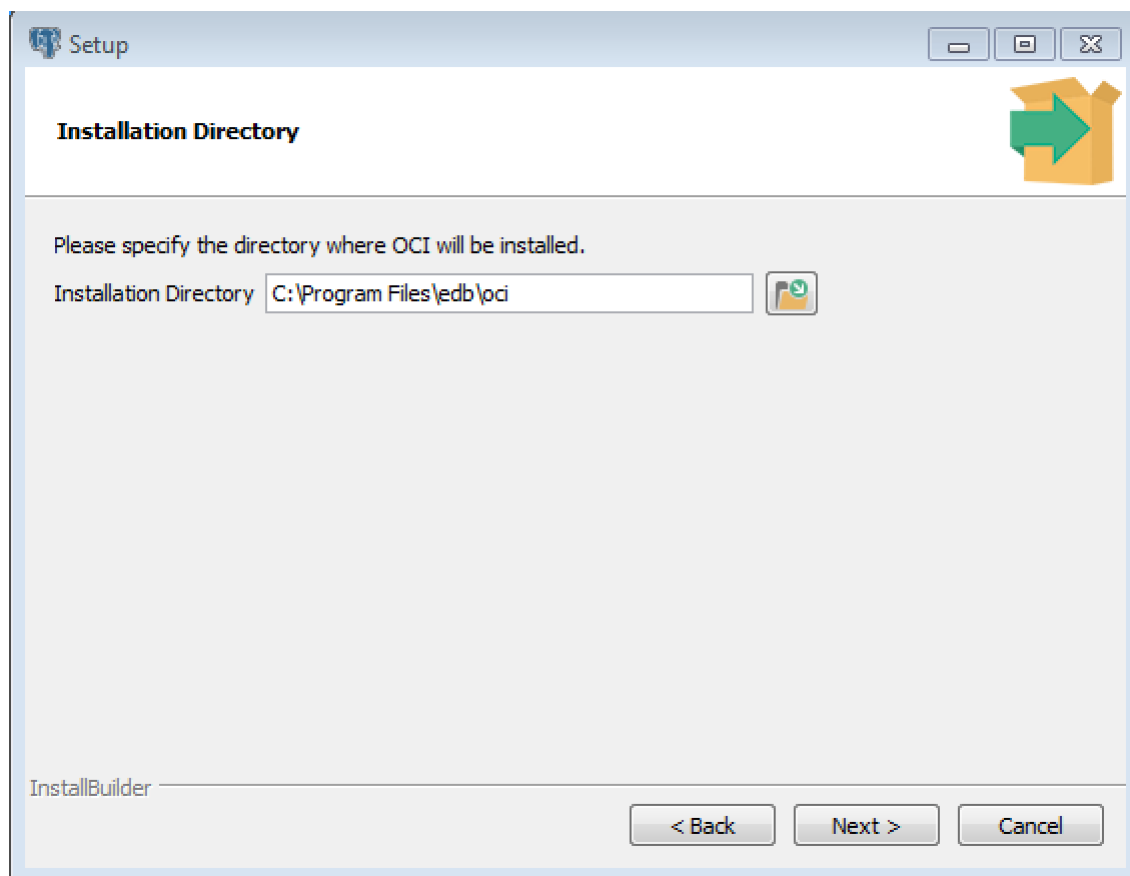 Setup
Installation Directory
Please specify the directory where OCI will be installed.
Installation Directory C:\Program Files\edb\oci
InstallBuilder
< Back Next > Cancel